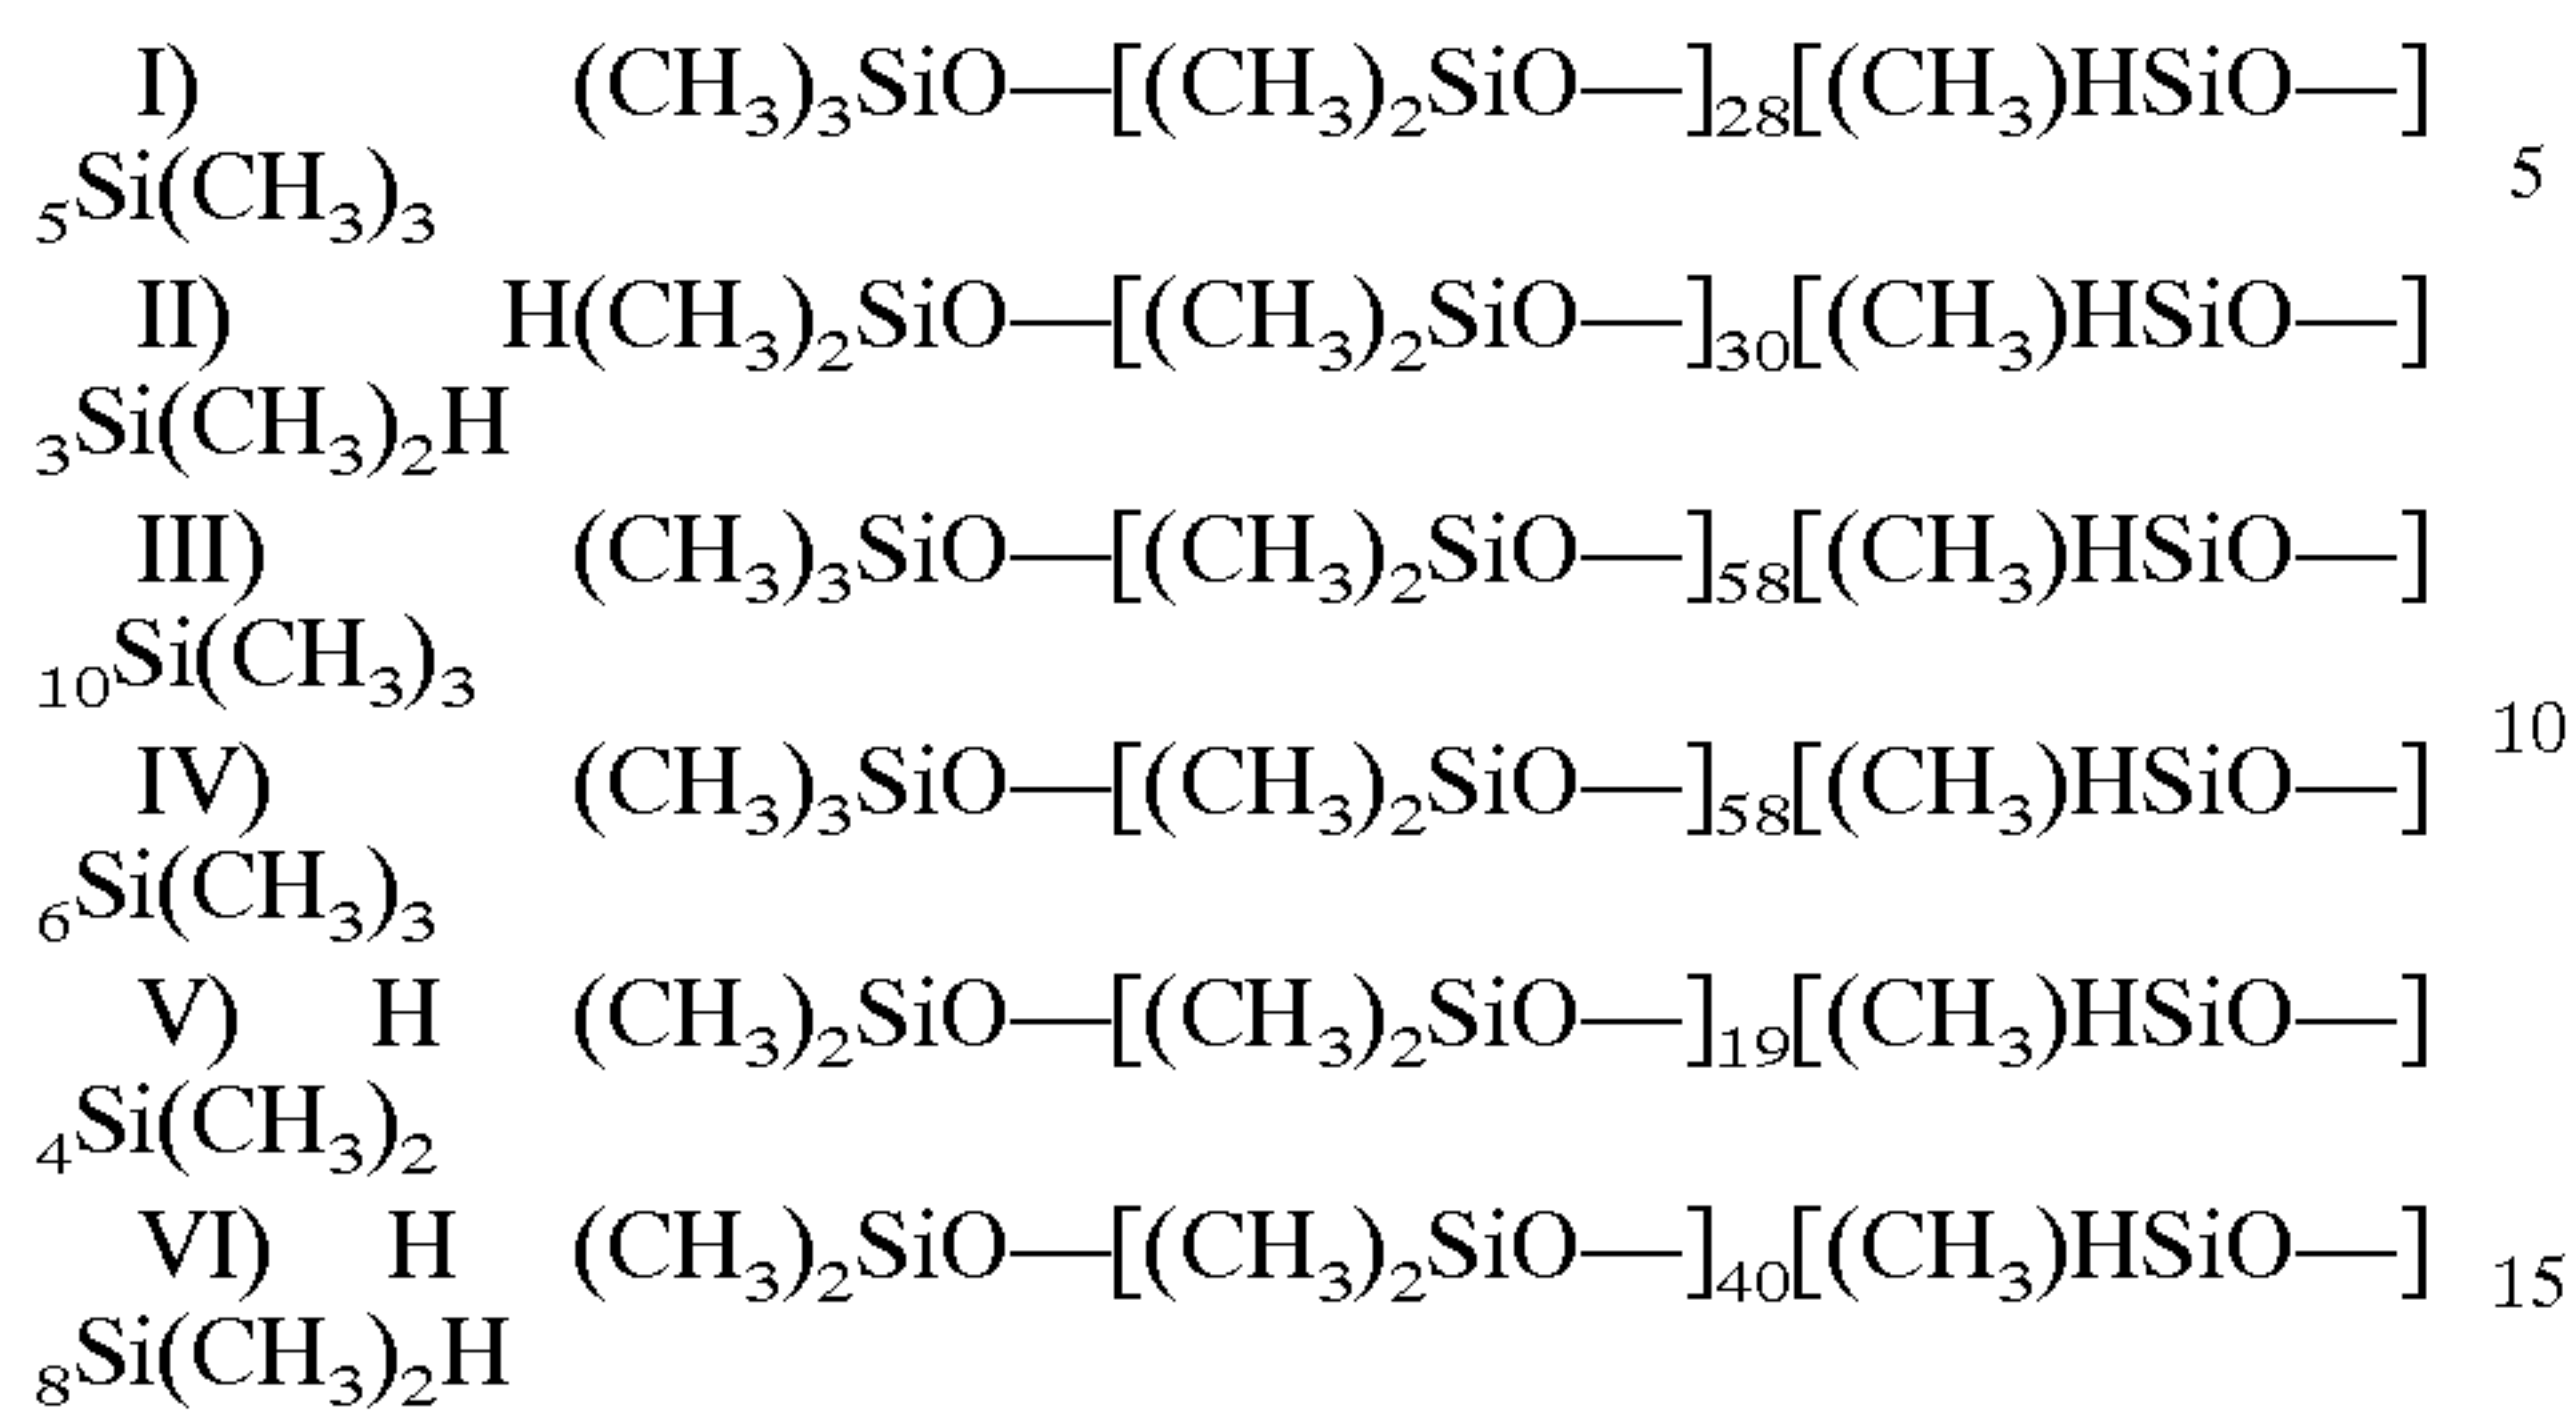 I) (CH₃)₃SiO—[(CH₃)₂SiO—]₂₈[(CH₃)HSiO—]
₅Si(CH₃)₃ 5
II) H(CH₃)₂SiO—[(CH₃)₂SiO—]₃₀[(CH₃)HSiO—]
₃Si(CH₃)₂H
III) (CH₃)₃SiO—[(CH₃)₂SiO—]₅₈[(CH₃)HSiO—]
₁₀Si(CH₃)₃
10
IV) (CH₃)₃SiO—[(CH₃)₂SiO—]₅₈[(CH₃)HSiO—]
₆Si(CH₃)₃
V) H (CH₃)₂SiO—[(CH₃)₂SiO—]₁₉[(CH₃)HSiO—]
₄Si(CH₃)₂
VI) H (CH₃)₂SiO—[(CH₃)₂SiO—]₄₀[(CH₃)HSiO—] 15
₈Si(CH₃)₂H